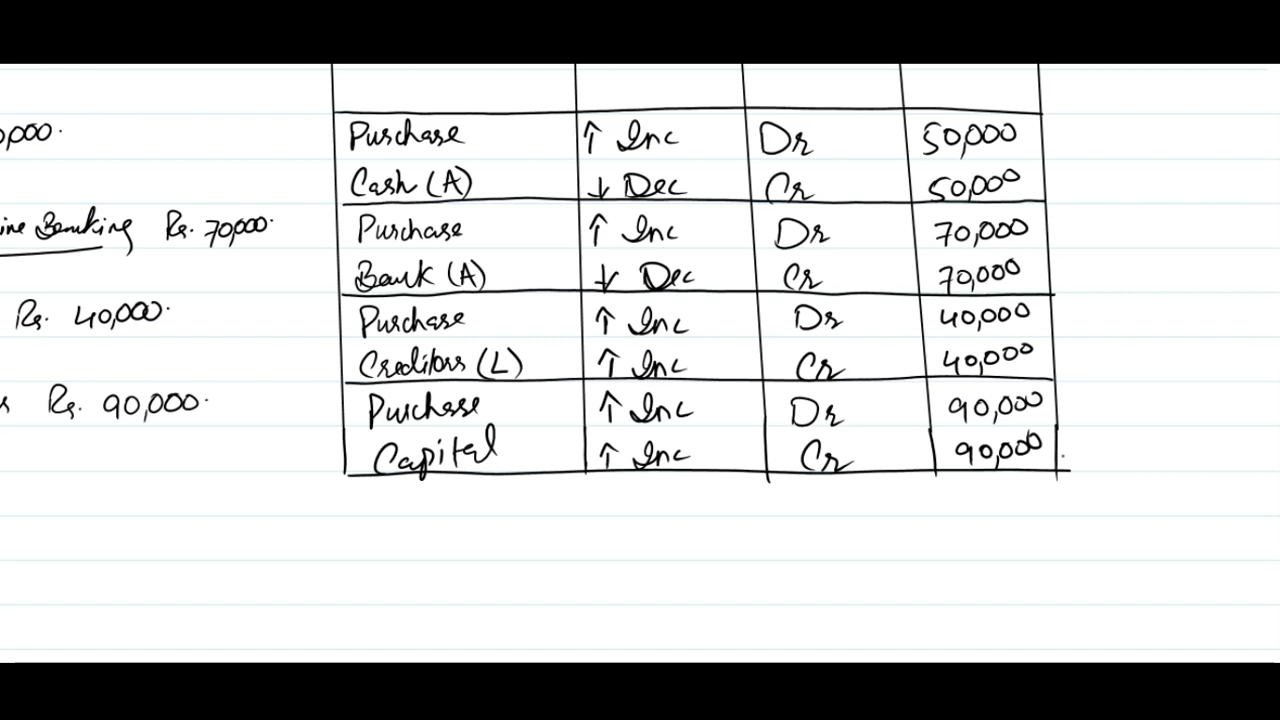 0,000.
Purchase ↑ Inc Dr 50,000
Cash (A) ↓ Dec Cr 50,000
ine Banking Rs. 70,000.
Purchase ↑ Inc Dr 70,000
Bank (A) ↓ Dec Cr 70,000
Rs. 40,000.
Purchase ↑ Inc Dr 40,000
Creditors (L) ↑ Inc Cr 40,000
s Rs. 90,000.
Purchase ↑ Inc Dr 90,000
Capital ↑ Inc Cr 90,000